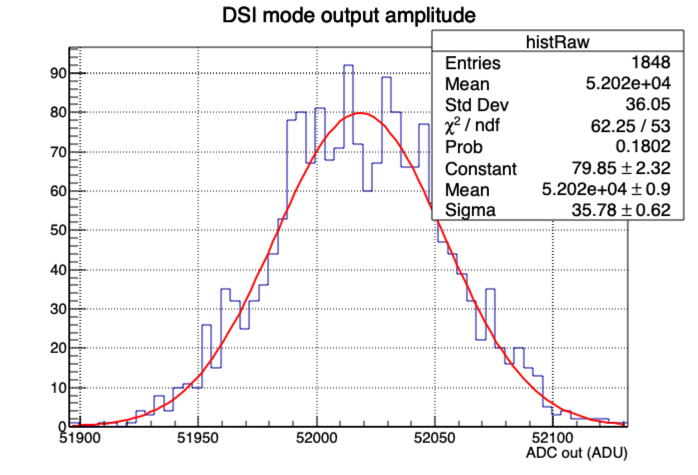 DSI mode output amplitude
histRaw
Entries 1848
Mean 5.202e+04
Std Dev 36.05
χ² / ndf 62.25 / 53
Prob 0.1802
Constant 79.85 ± 2.32
Mean 5.202e+04 ± 0.9
Sigma 35.78 ± 0.62
90
80
70
60
50
40
30
20
10
0
51900 51950 52000 52050 52100
ADC out (ADU)